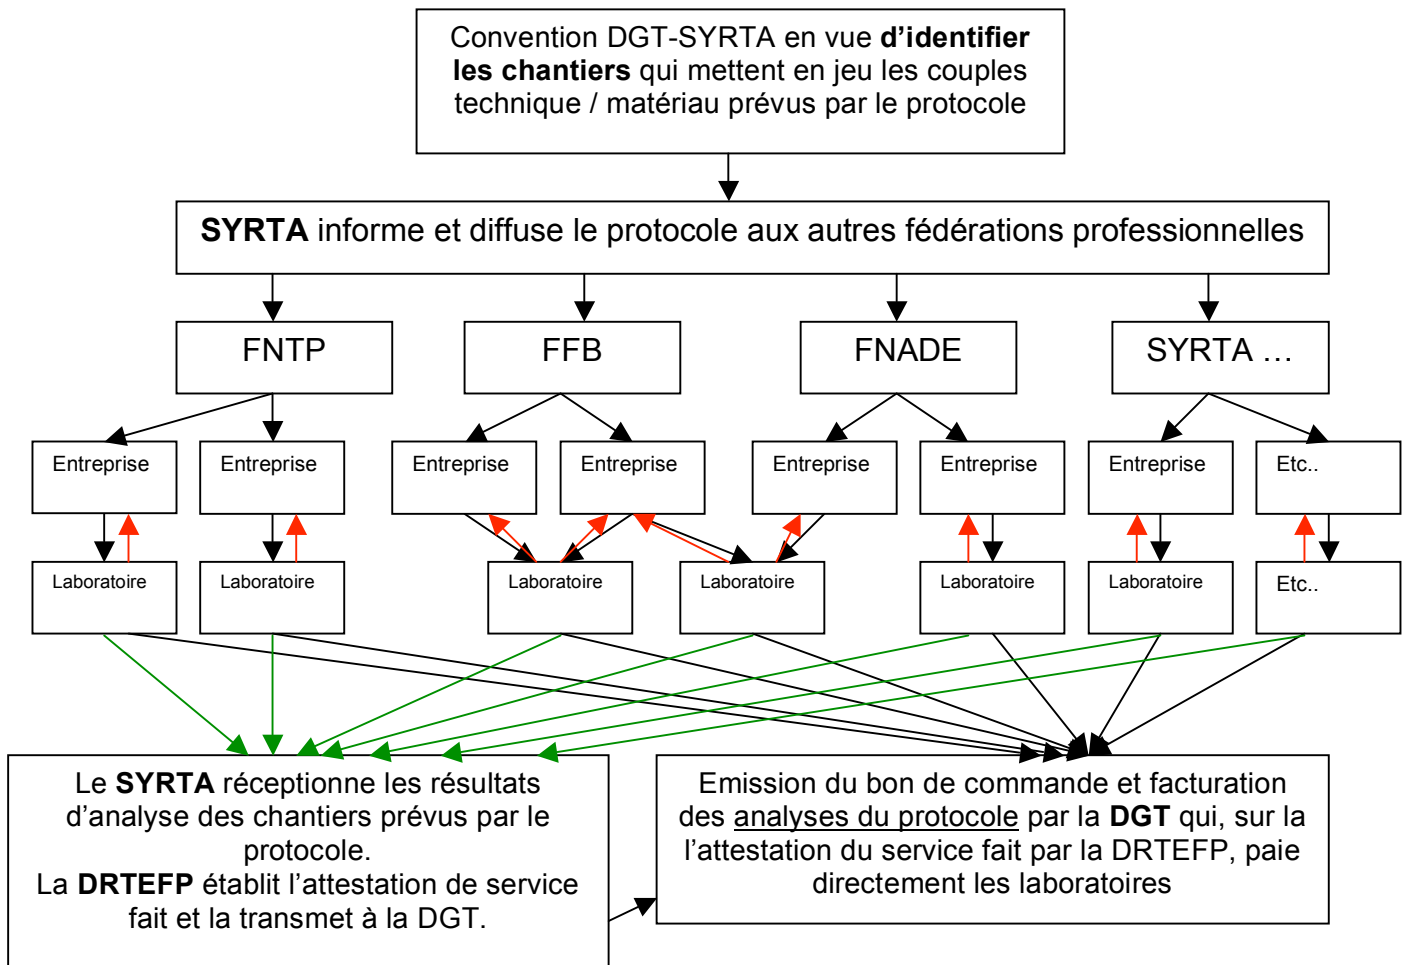 Convention DGT-SYRTA en vue d’identifier
les chantiers qui mettent en jeu les couples
technique / matériau prévus par le protocole
SYRTA informe et diffuse le protocole aux autres fédérations professionnelles
FNTP
FFB
FNADE
SYRTA …
Entreprise
Entreprise
Entreprise
Entreprise
Entreprise
Entreprise
Entreprise
Etc..
Laboratoire
Laboratoire
Laboratoire
Laboratoire
Laboratoire
Laboratoire
Etc..
Le SYRTA réceptionne les résultats
d’analyse des chantiers prévus par le
protocole.
La DRTEFP établit l’attestation de service
fait et la transmet à la DGT.
Emission du bon de commande et facturation
des analyses du protocole par la DGT qui, sur la
l’attestation du service fait par la DRTEFP, paie
directement les laboratoires